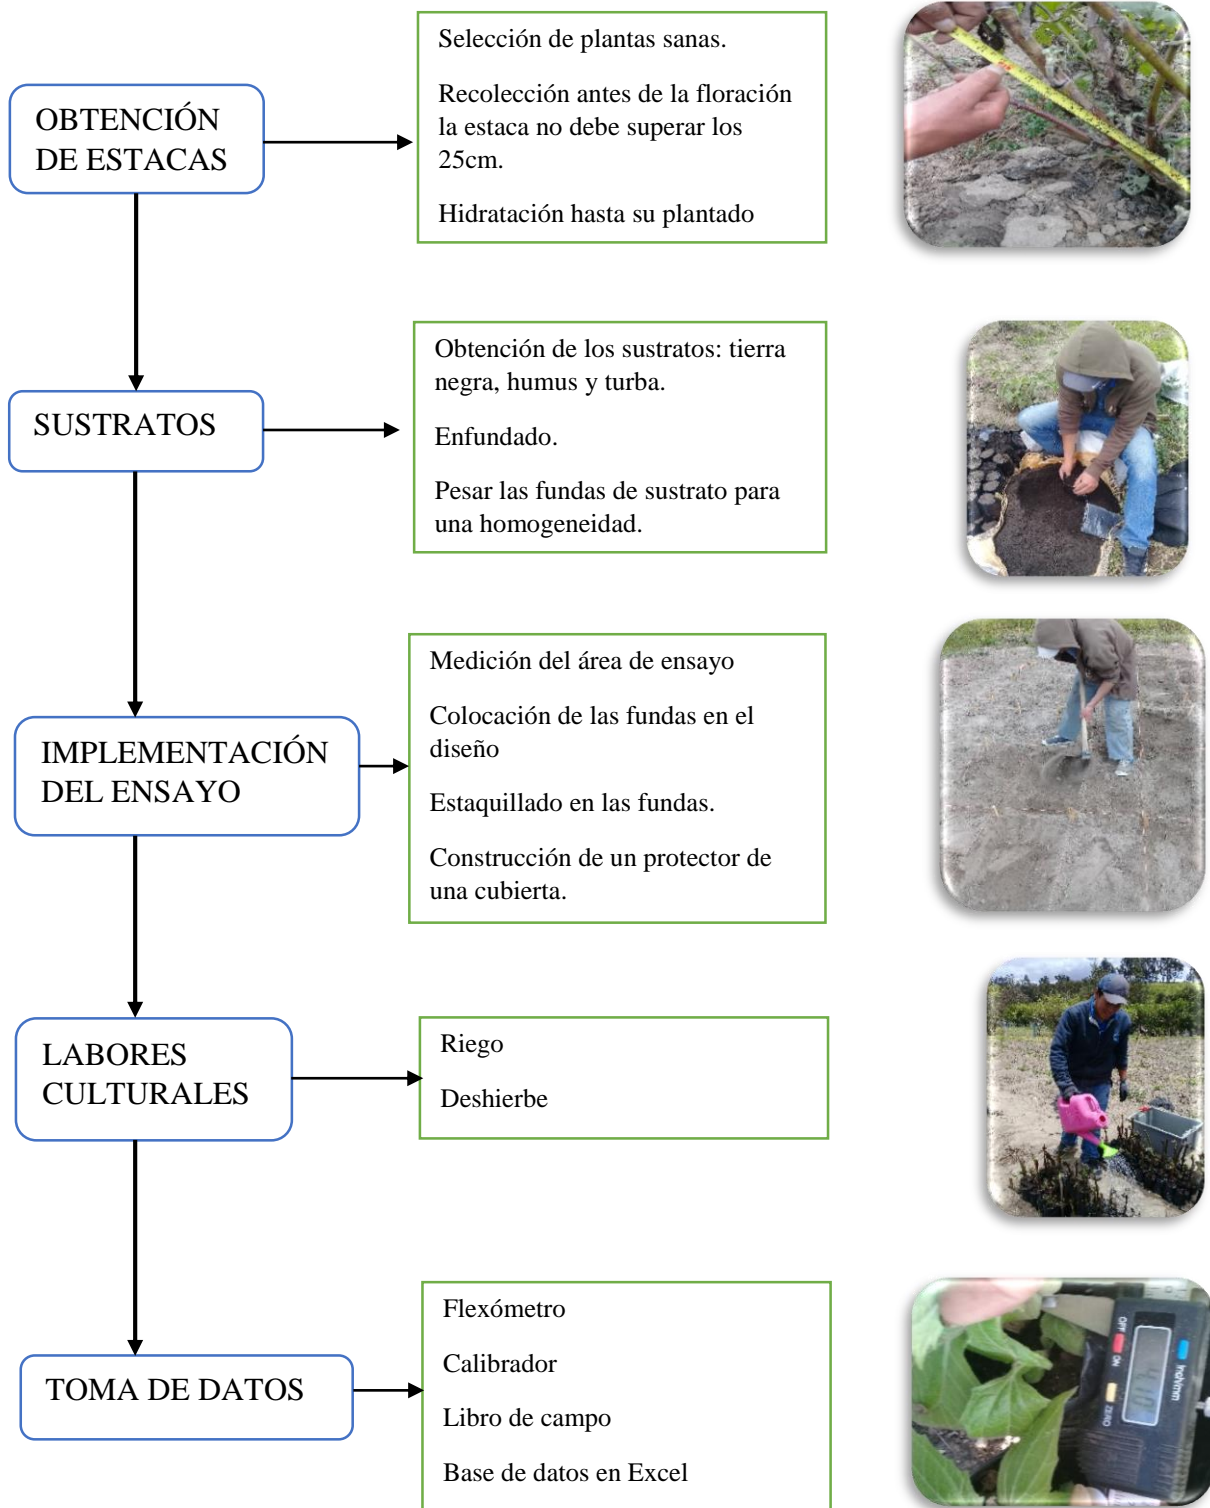 OBTENCIÓN
DE ESTACAS
Selección de plantas sanas.
Recolección antes de la floración
la estaca no debe superar los
25cm.
Hidratación hasta su plantado
SUSTRATOS
Obtención de los sustratos: tierra
negra, humus y turba.
Enfundado.
Pesar las fundas de sustrato para
una homogeneidad.
IMPLEMENTACIÓN
DEL ENSAYO
Medición del área de ensayo
Colocación de las fundas en el
diseño
Estaquillado en las fundas.
Construcción de un protector de
una cubierta.
LABORES
CULTURALES
Riego
Deshierbe
TOMA DE DATOS
Flexómetro
Calibrador
Libro de campo
Base de datos en Excel
OFF
ON
ZERO
inch/mm